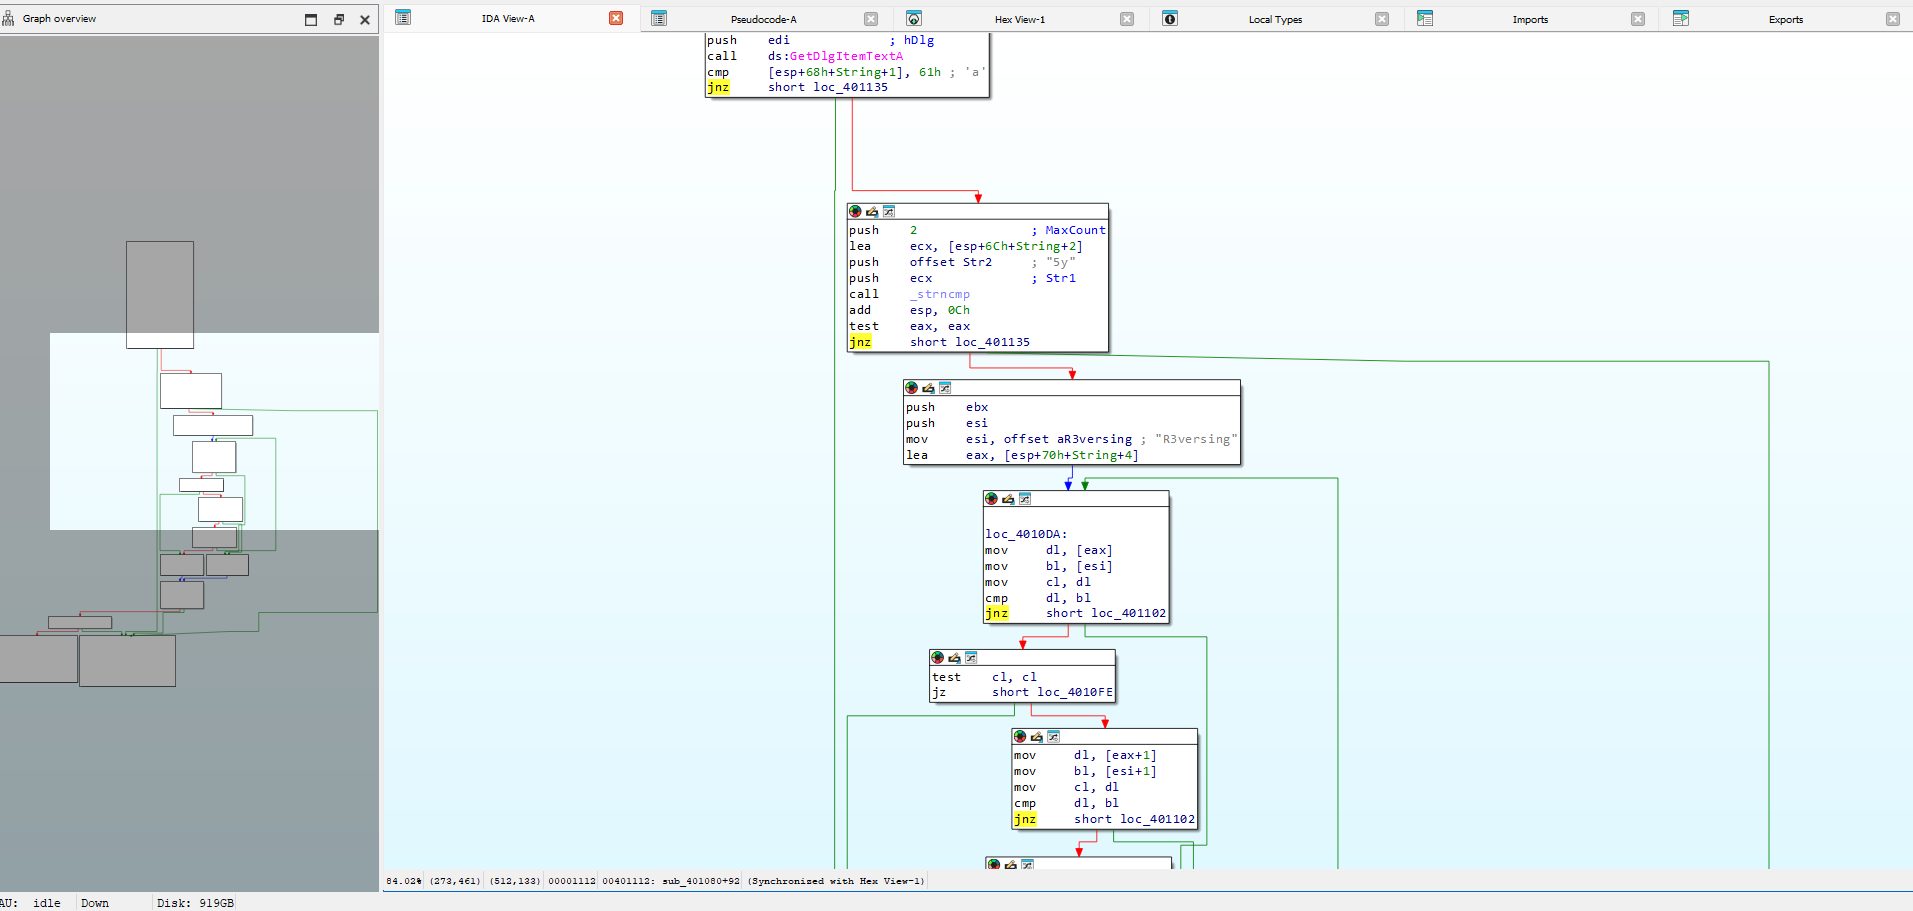 Graph overview
IDA View-A
Pseudocode-A
Hex View-1
Local Types
Imports
Exports
push edi ; hDlg
call ds:GetDlgItemTextA
cmp [esp+68h+String+1], 61h ; 'a'
jnz short loc_401135
push 2 ; MaxCount
lea ecx, [esp+6Ch+String+2]
push offset Str2 ; "5y"
push ecx ; Str1
call _strncmp
add esp, 0Ch
test eax, eax
jnz short loc_401135
push ebx
push esi
mov esi, offset aR3versing ; "R3versing"
lea eax, [esp+70h+String+4]
loc_4010DA:
mov dl, [eax]
mov bl, [esi]
mov cl, dl
cmp dl, bl
jnz short loc_401102
test cl, cl
jz short loc_4010FE
mov dl, [eax+1]
mov bl, [esi+1]
mov cl, dl
cmp dl, bl
jnz short loc_401102
84.02% (273,461) (512,133) 00001112 00401112: sub_401080+92 (Synchronized with Hex View-1)
AU: idle Down Disk: 919GB